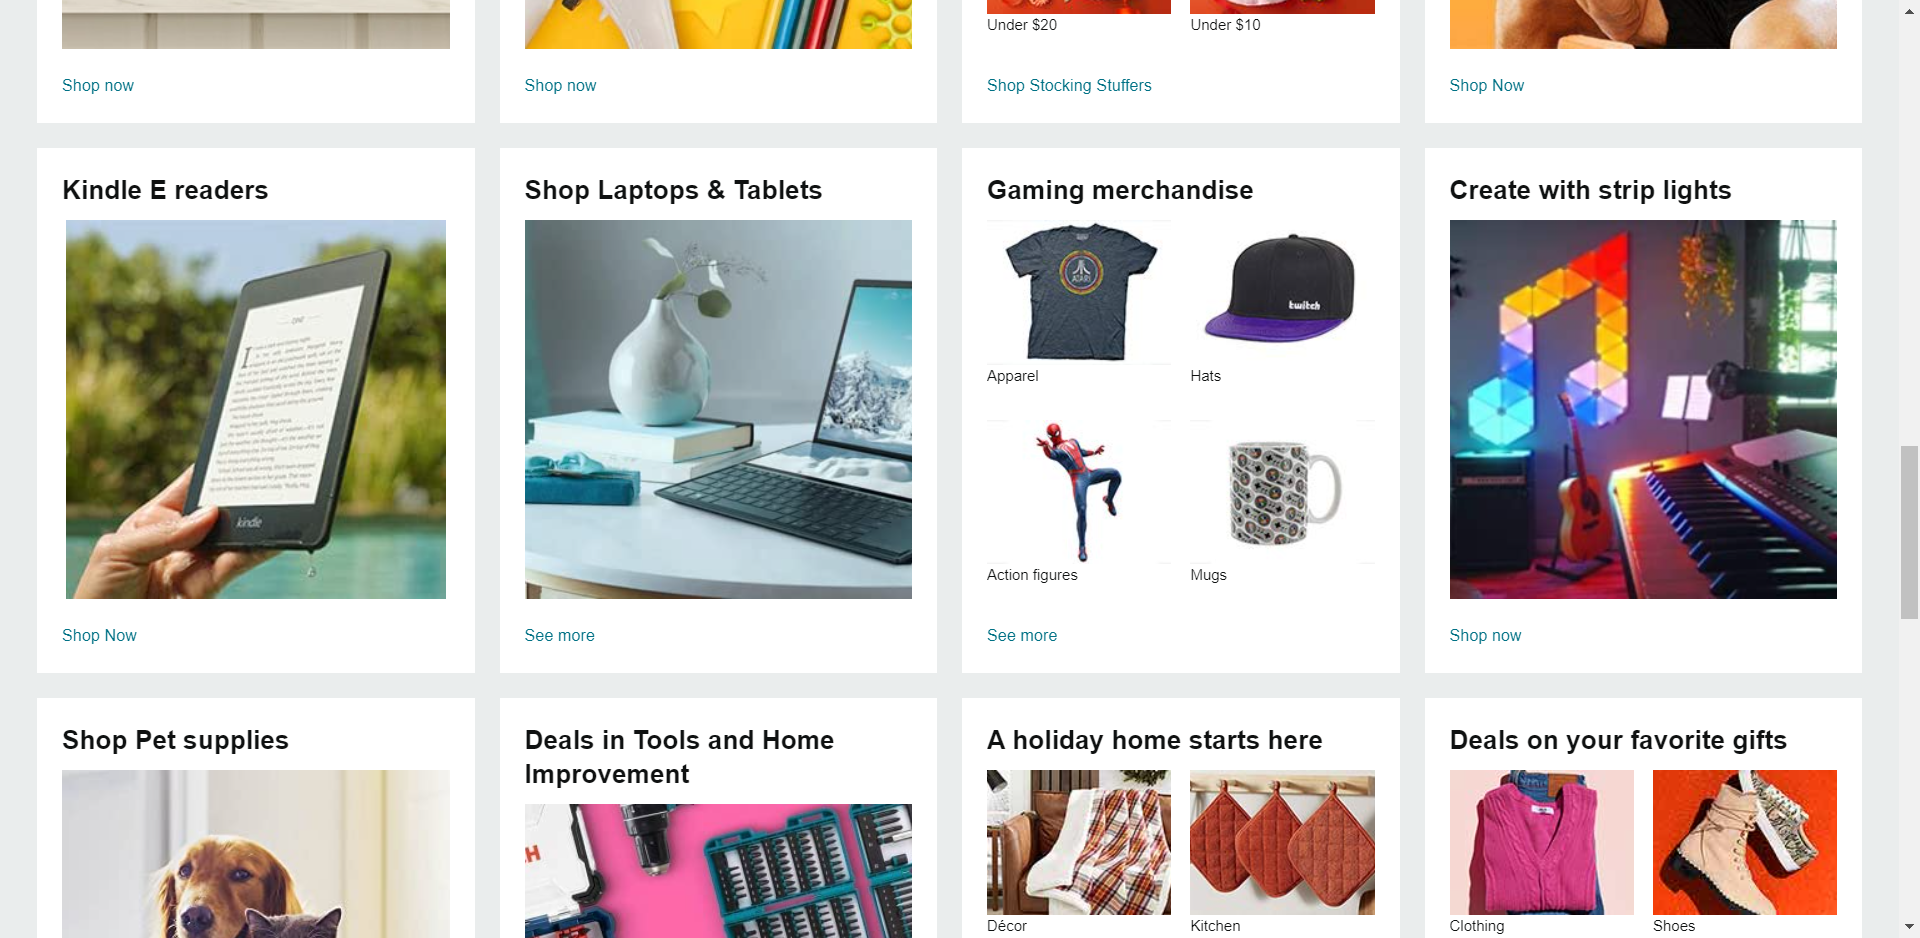 Under $20
Under $10
Shop now
Shop now
Shop Stocking Stuffers
Shop Now
Kindle E readers
Shop Laptops & Tablets
Gaming merchandise
Create with strip lights
ATARI
twitch
kindle
Apparel
Hats
Action figures
Mugs
Shop Now
See more
See more
Shop now
Shop Pet supplies
Deals in Tools and Home
Improvement
A holiday home starts here
Deals on your favorite gifts
Décor
Kitchen
Clothing
Shoes